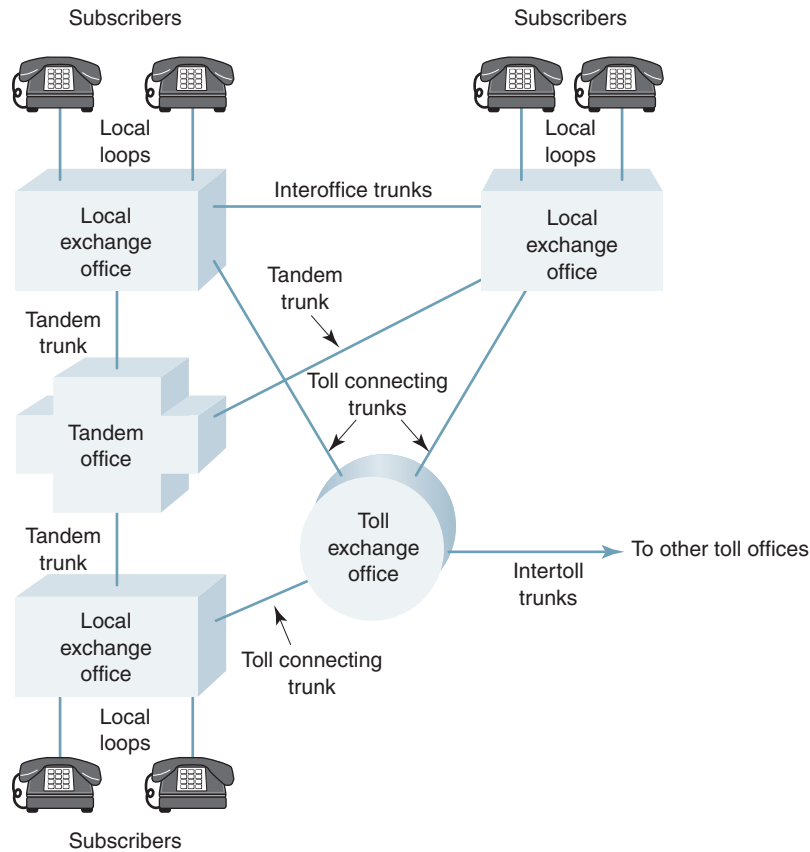 Subscribers
Subscribers
Local
loops
Local
loops
Interoffice trunks
Local
exchange
office
Local
exchange
office
Tandem
trunk
Tandem
trunk
Toll connecting
trunks
Tandem
office
Toll
exchange
office
Tandem
trunk
To other toll offices
Intertoll
trunks
Local
exchange
office
Toll connecting
trunk
Local
loops
Subscribers